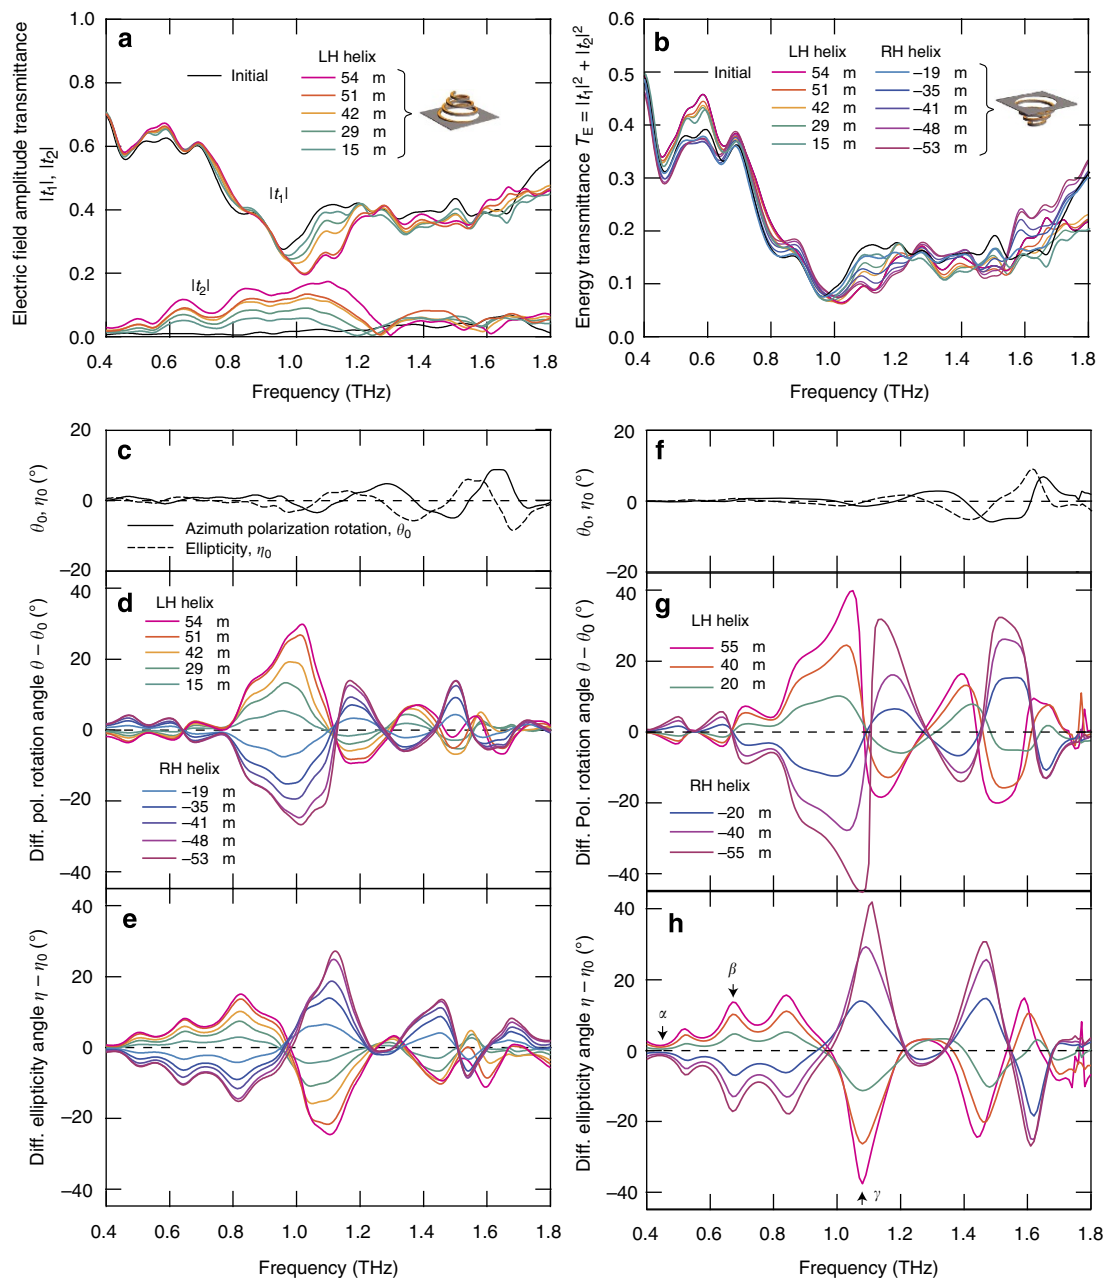 a
Electric field amplitude transmittance
|t1|, |t2|
1.0
0.8
0.6
0.4
0.2
0.0
Initial
LH helix
54 m
51 m
42 m
29 m
15 m
|t1|
|t2|
0.4 0.6 0.8 1.0 1.2 1.4 1.6 1.8
Frequency (THz)
b
Energy transmittance TE = |t1|² + |t2|²
0.6
0.5
0.4
0.3
0.2
0.1
0.0
Initial
LH helix
54 m
51 m
42 m
29 m
15 m
RH helix
–19 m
–35 m
–41 m
–48 m
–53 m
0.4 0.6 0.8 1.0 1.2 1.4 1.6 1.8
Frequency (THz)
c
θ0, η0 (°)
20
0
–20
Azimuth polarization rotation, θ0
Ellipticity, η0
d
Diff. pol. rotation angle θ – θ0 (°)
40
20
0
–20
–40
LH helix
54 m
51 m
42 m
29 m
15 m
RH helix
–19 m
–35 m
–41 m
–48 m
–53 m
e
Diff. ellipticity angle η – η0 (°)
40
20
0
–20
–40
0.4 0.6 0.8 1.0 1.2 1.4 1.6 1.8
Frequency (THz)
f
θ0, η0 (°)
20
0
–20
g
Diff. Pol. rotation angle θ – θ0 (°)
40
20
0
–20
–40
LH helix
55 m
40 m
20 m
RH helix
–20 m
–40 m
–55 m
h
Diff. ellipticity angle η – η0 (°)
40
20
0
–20
–40
α
β
γ
0.4 0.6 0.8 1.0 1.2 1.4 1.6 1.8
Frequency (THz)